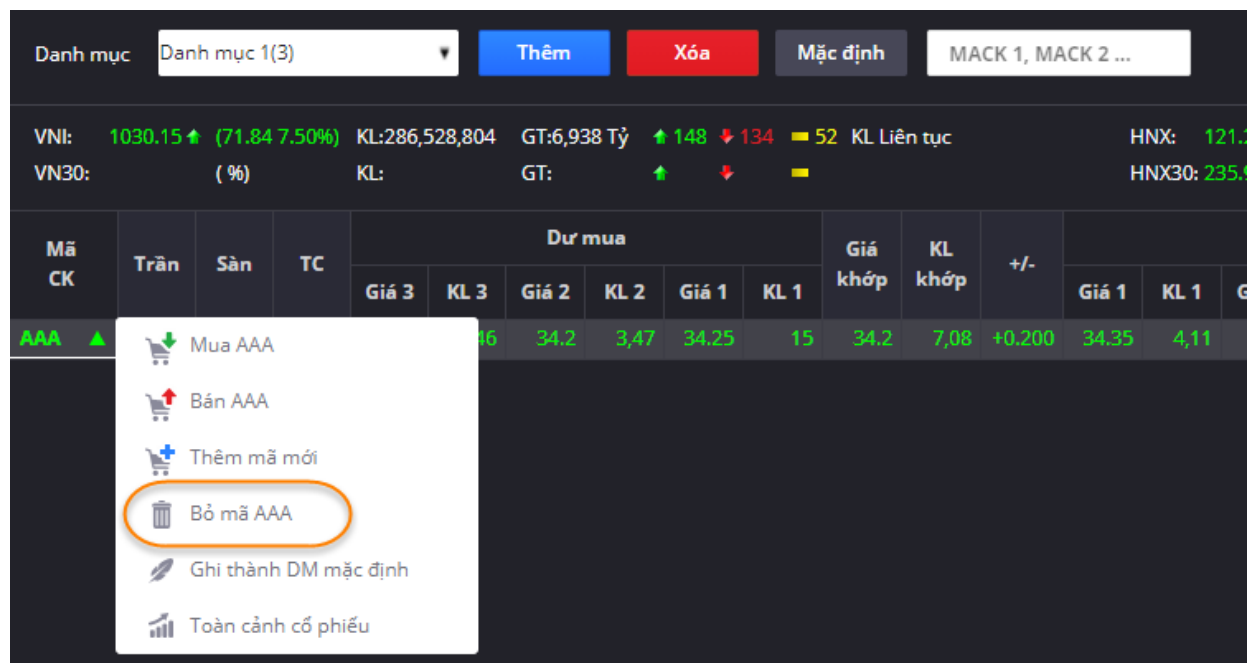 Danh mục Danh mục 1(3) Thêm Xóa Mặc định MACK 1, MACK 2 ...
VNI: 1030.15 (71.84 7.50%) KL:286,528,804 GT:6,938 Tỷ 148 134 52 KL Liên tục HNX: 121.
VN30: ( %) KL: GT: HNX30: 235.
Mã CK Trần Sàn TC Dư mua Giá khớp KL khớp +/-
Giá 3 KL 3 Giá 2 KL 2 Giá 1 KL 1 Giá 1 KL 1 G
AAA 46 34.2 3,47 34.25 15 34.2 7,08 +0.200 34.35 4,11
Mua AAA
Bán AAA
Thêm mã mới
Bỏ mã AAA
Ghi thành DM mặc định
Toàn cảnh cổ phiếu